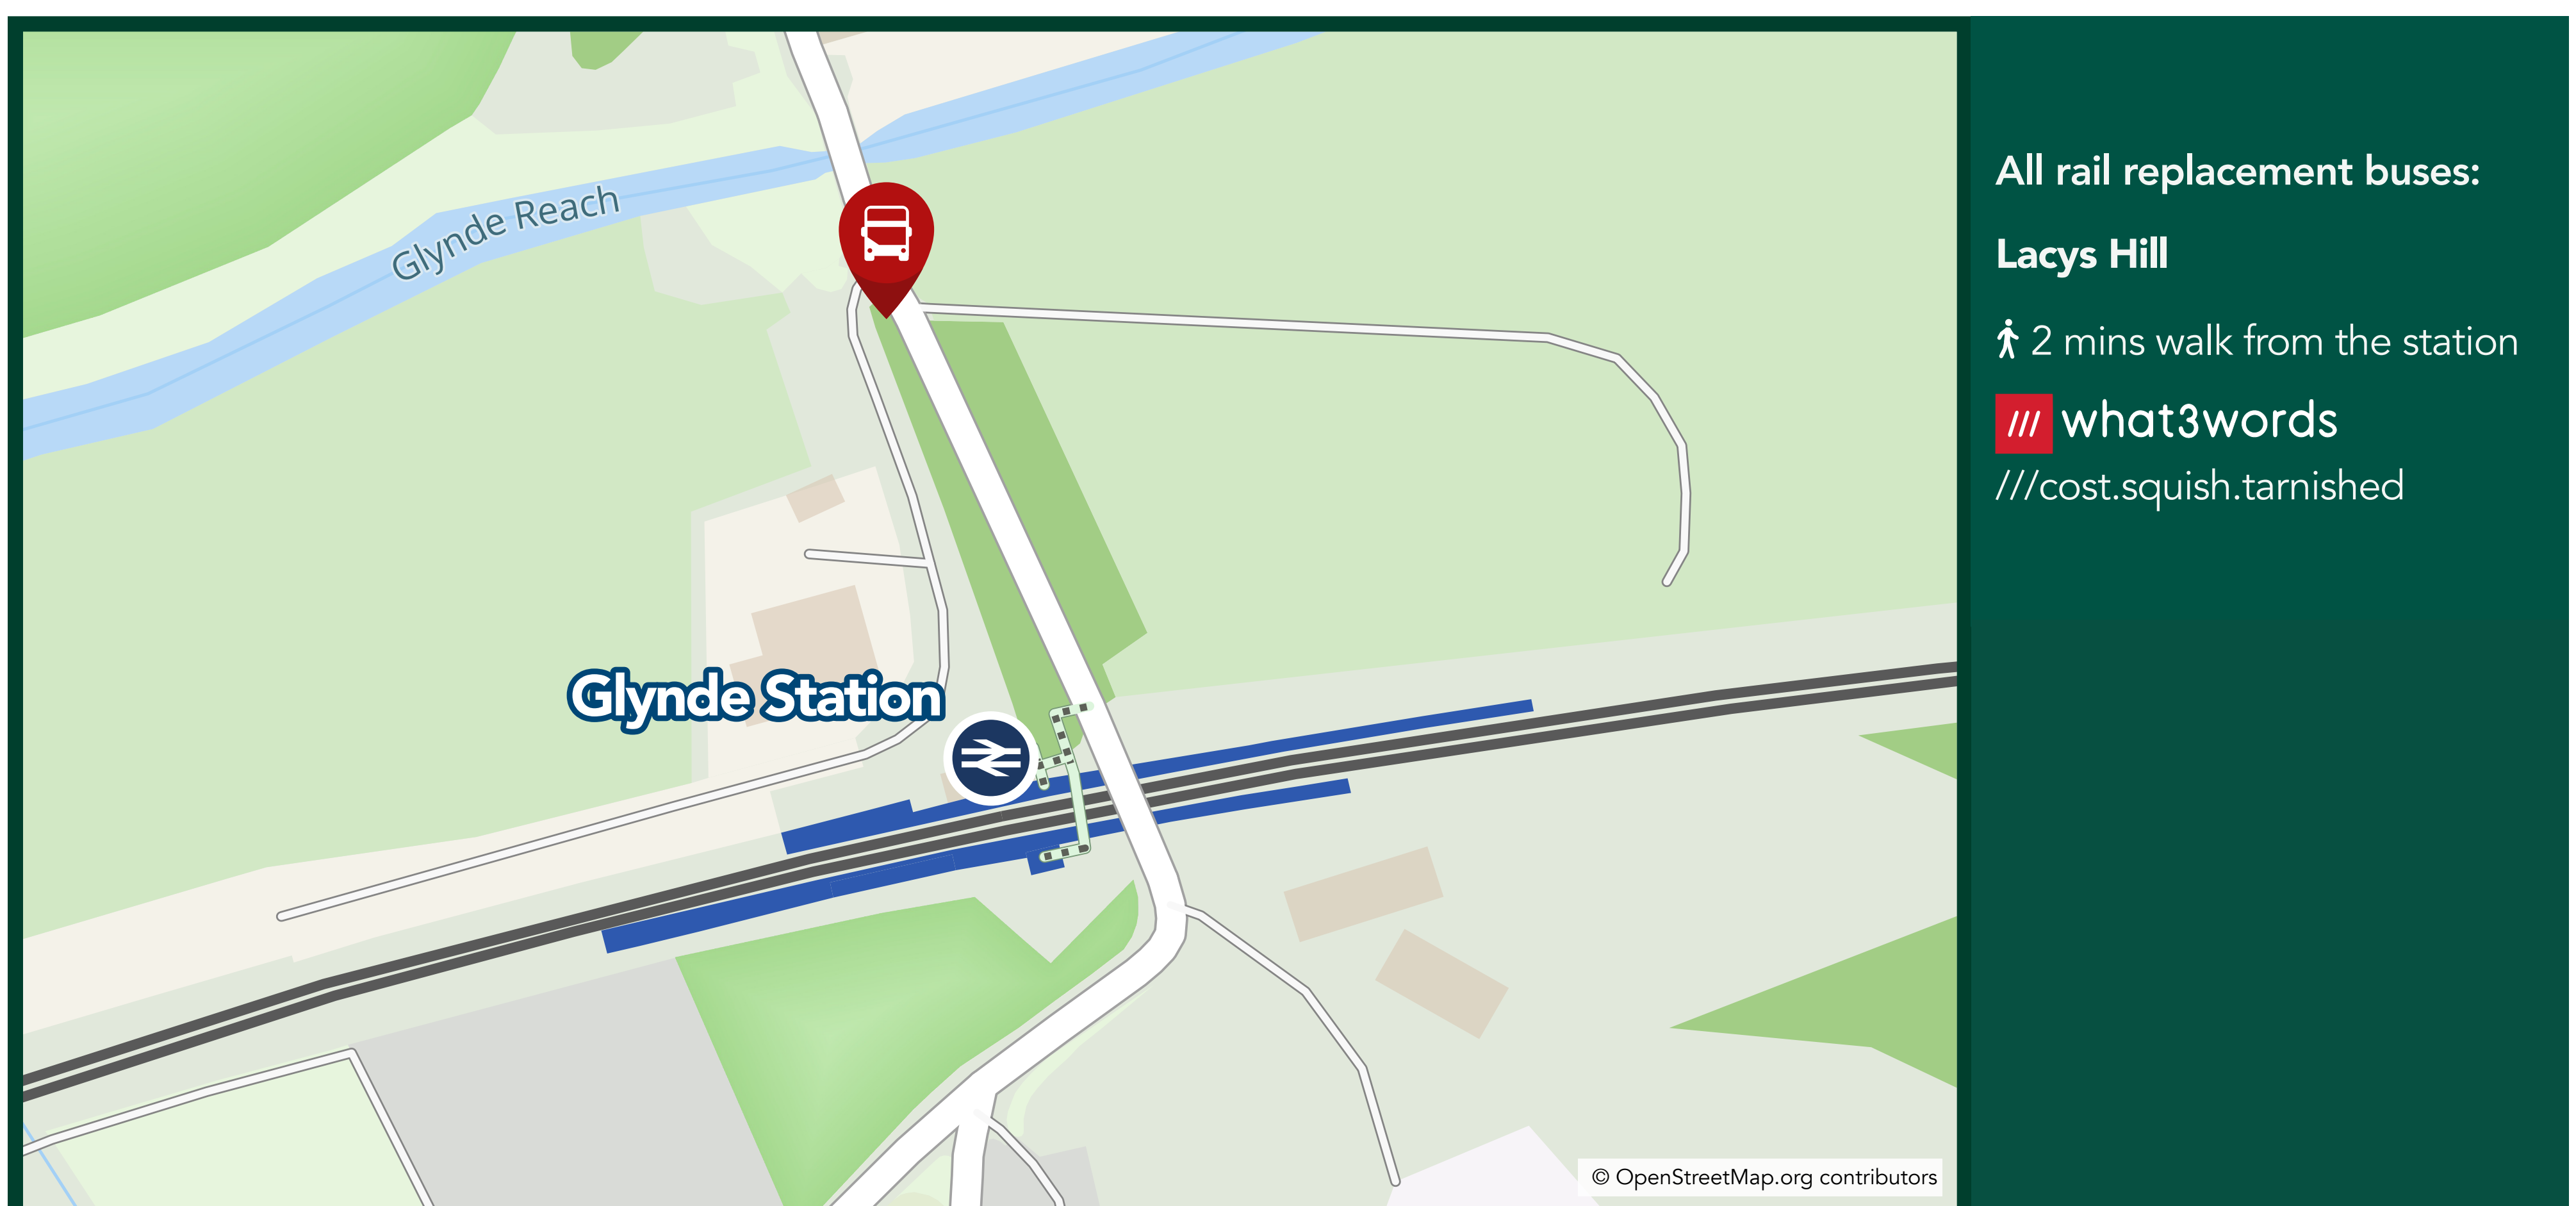 Glynde Reach
Glynde Station
© OpenStreetMap.org contributors
All rail replacement buses:
Lacys Hill
2 mins walk from the station
what3words
///cost.squish.tarnished